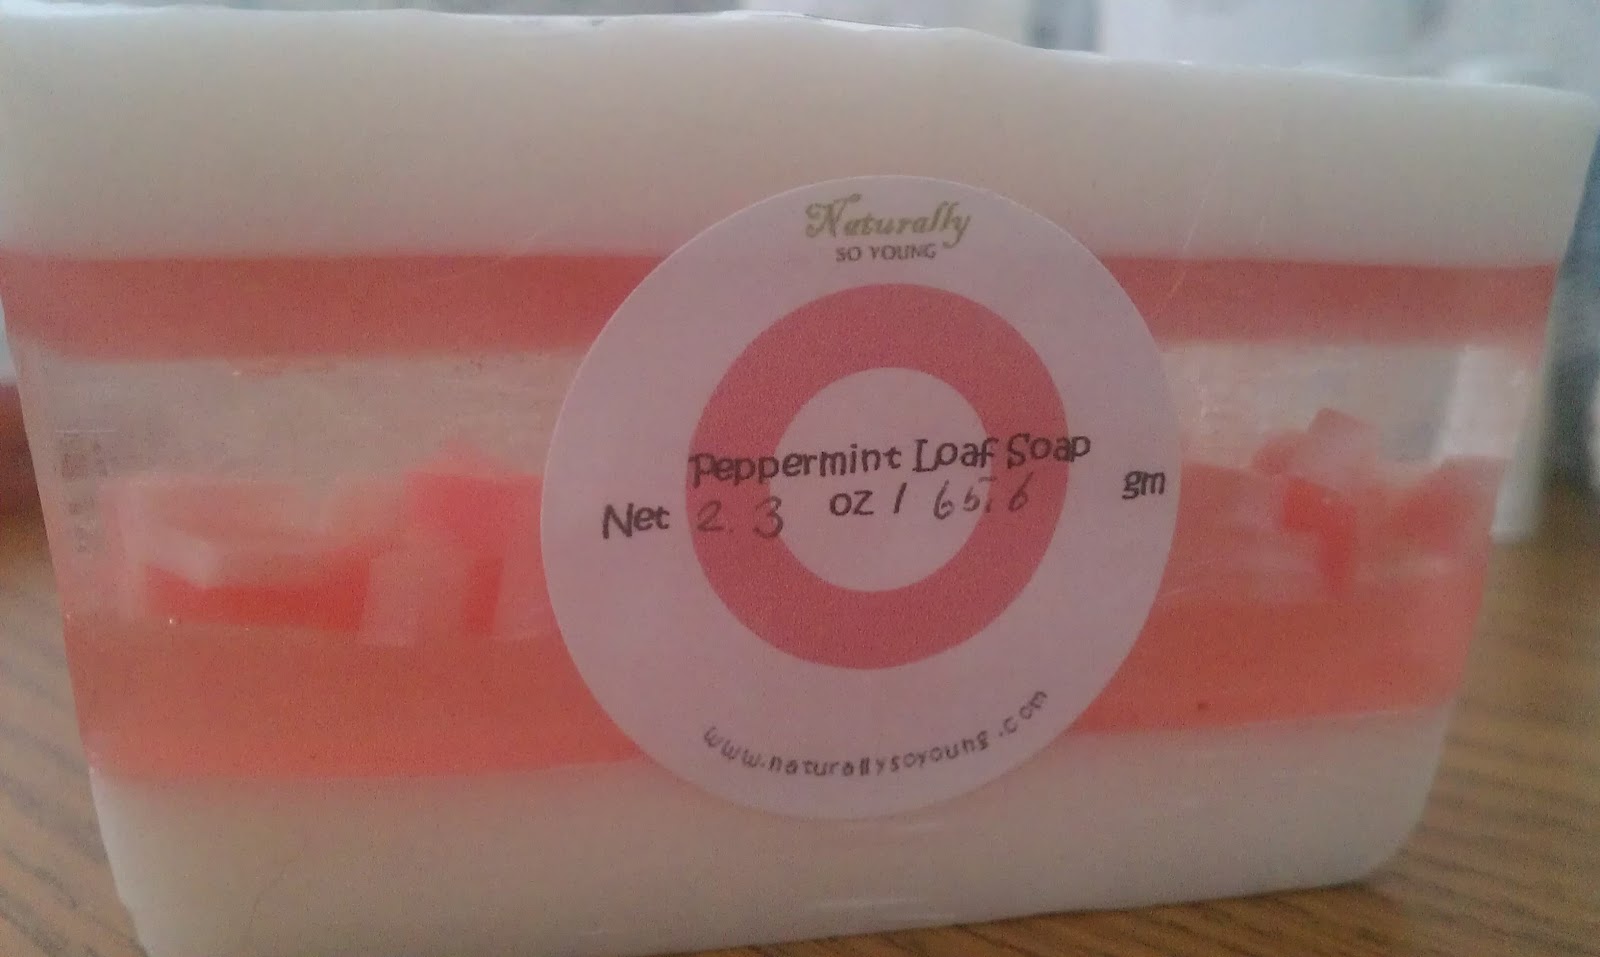 Naturally
SO YOUNG
Peppermint Loaf Soap
Net 2.3 oz / 65.6 gm
www.naturallysoyoung.com